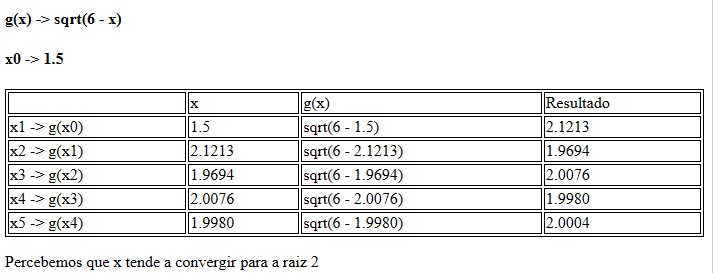 g(x) -> sqrt(6 - x)
x0 -> 1.5
x g(x) Resultado
x1 -> g(x0) 1.5 sqrt(6 - 1.5) 2.1213
x2 -> g(x1) 2.1213 sqrt(6 - 2.1213) 1.9694
x3 -> g(x2) 1.9694 sqrt(6 - 1.9694) 2.0076
x4 -> g(x3) 2.0076 sqrt(6 - 2.0076) 1.9980
x5 -> g(x4) 1.9980 sqrt(6 - 1.9980) 2.0004
Percebemos que x tende a convergir para a raiz 2